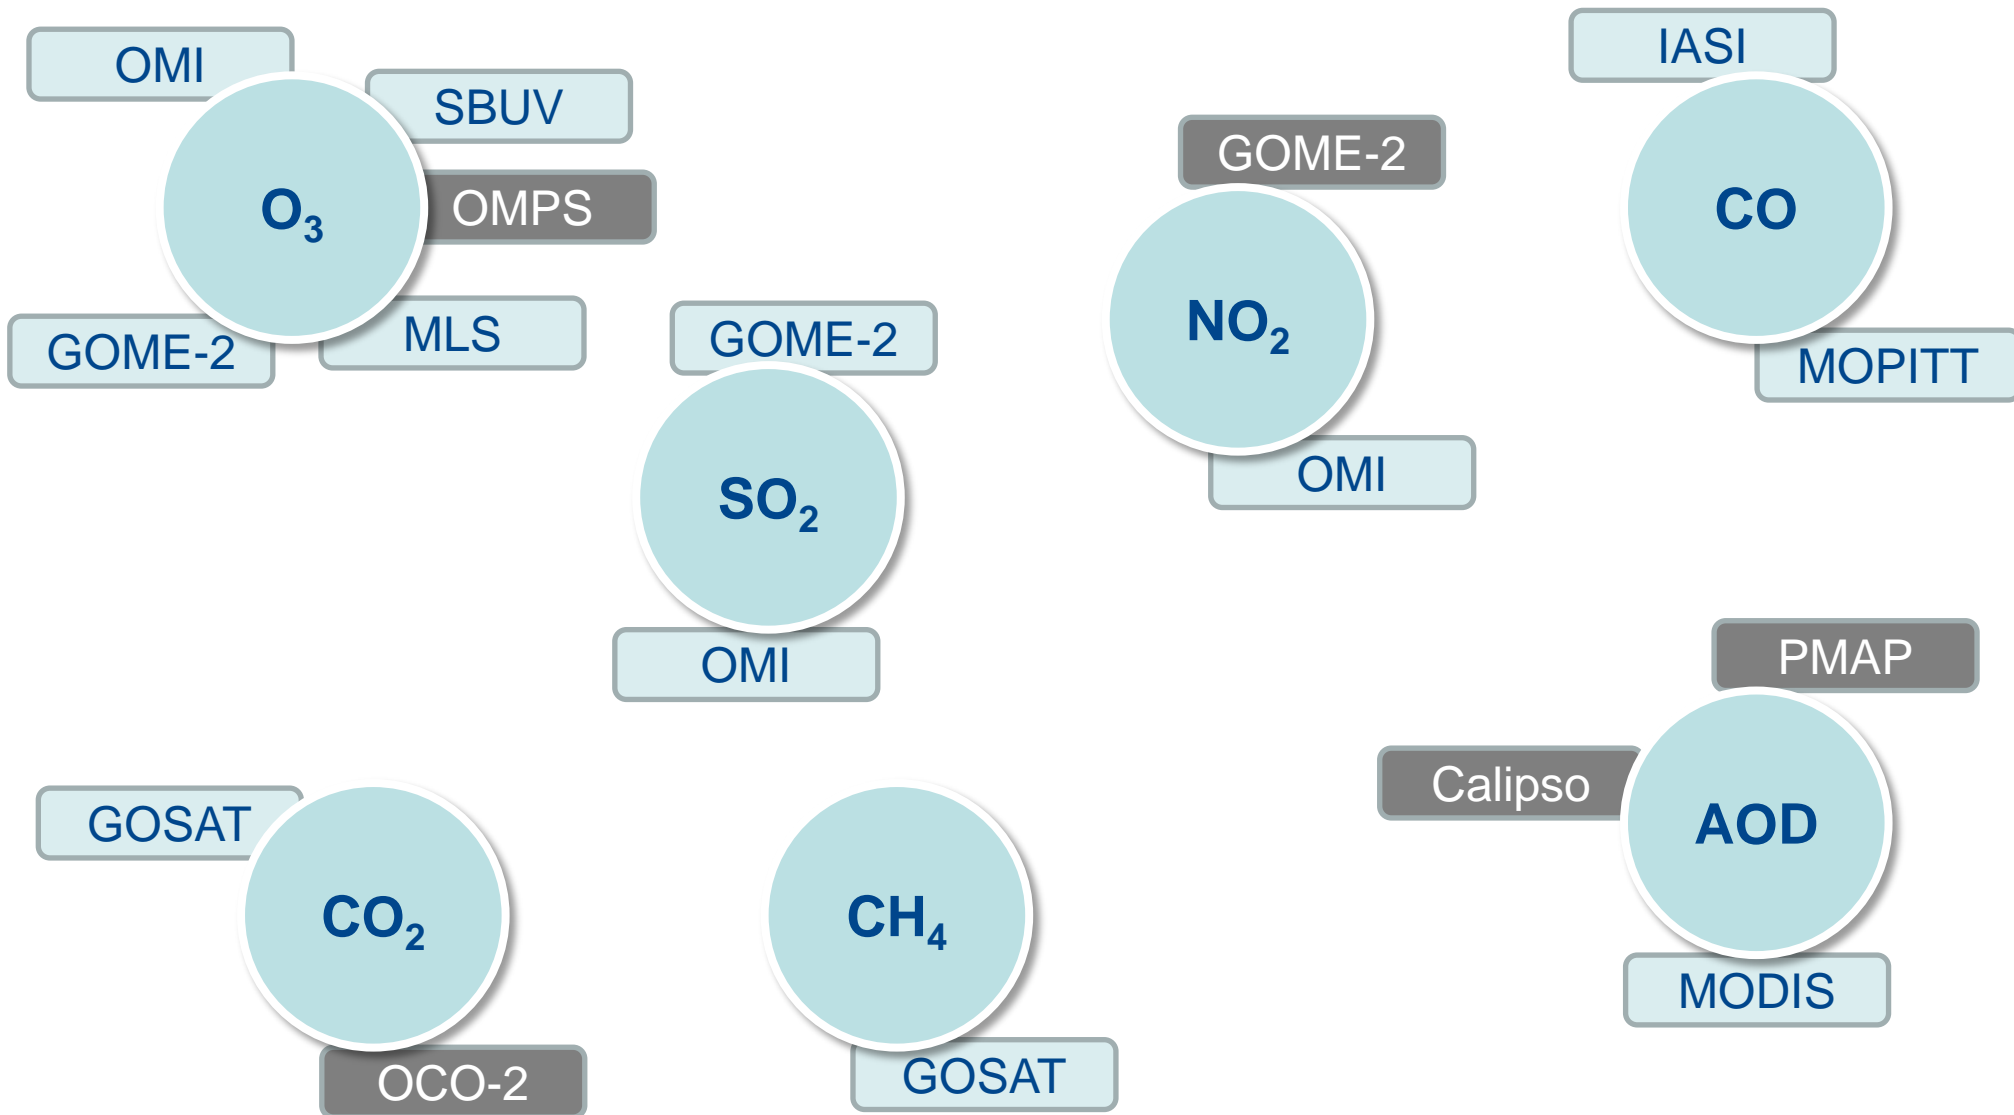 OMI
SBUV
O₃
OMPS
GOME-2
MLS
GOME-2
SO₂
OMI
GOME-2
NO₂
OMI
IASI
CO
MOPITT
GOSAT
CO₂
OCO-2
CH₄
GOSAT
PMAP
Calipso
AOD
MODIS